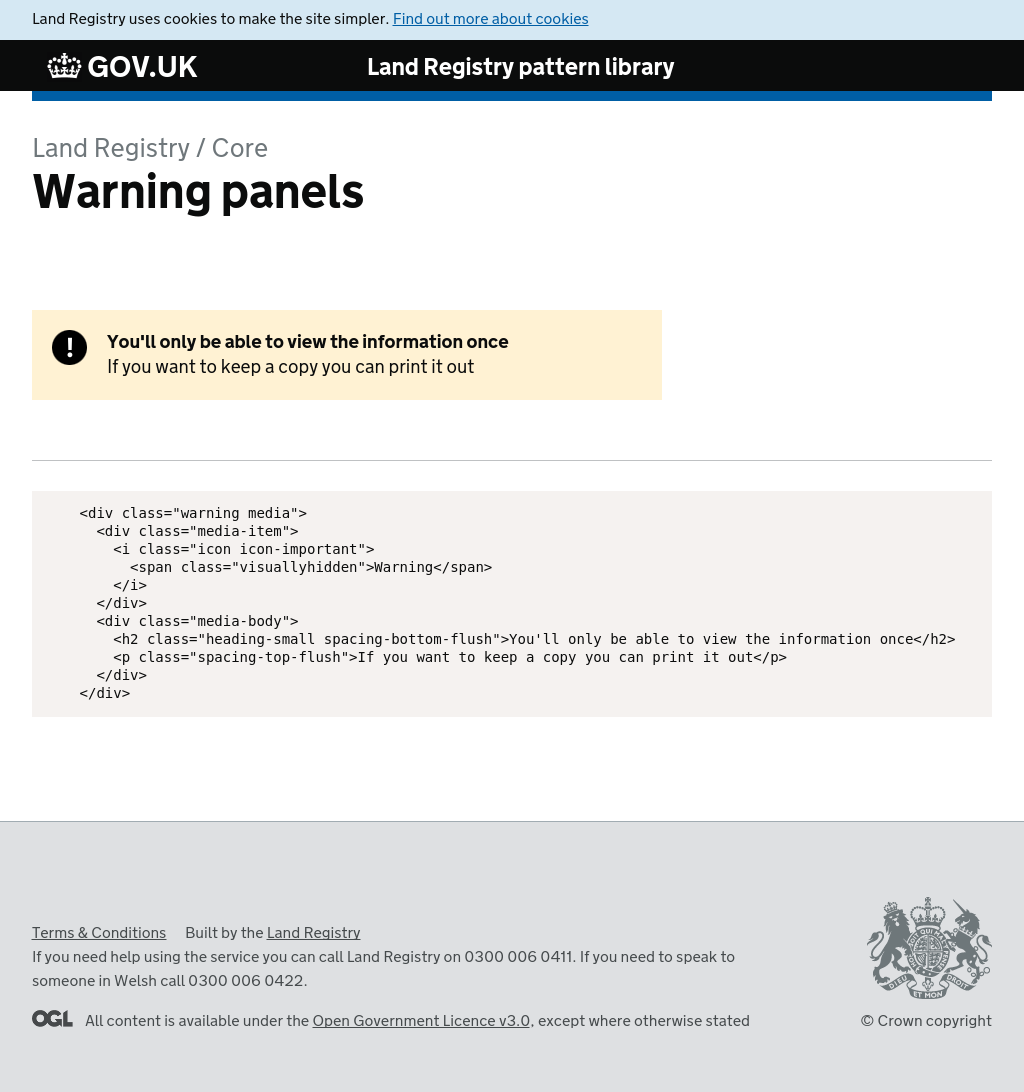 Land Registry uses cookies to make the site simpler. Find out more about cookies
GOV.UK
Land Registry pattern library
Land Registry / Core
Warning panels
!
You'll only be able to view the information once
If you want to keep a copy you can print it out
<div class="warning media">
  <div class="media-item">
    <i class="icon icon-important">
      <span class="visuallyhidden">Warning</span>
    </i>
  </div>
  <div class="media-body">
    <h2 class="heading-small spacing-bottom-flush">You'll only be able to view the information once</h2>
    <p class="spacing-top-flush">If you want to keep a copy you can print it out</p>
  </div>
</div>
Terms & Conditions Built by the Land Registry
If you need help using the service you can call Land Registry on 0300 006 0411. If you need to speak to
someone in Welsh call 0300 006 0422.
OGL All content is available under the Open Government Licence v3.0, except where otherwise stated
DIEU ET MON DROIT
© Crown copyright